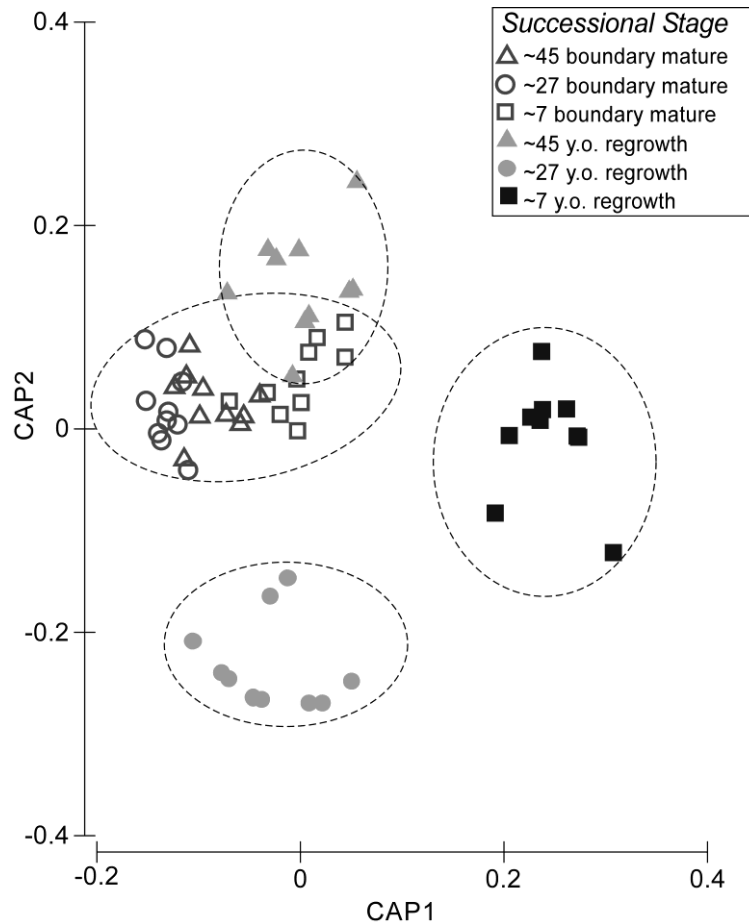 Successional Stage
~45 boundary mature
~27 boundary mature
~7 boundary mature
~45 y.o. regrowth
~27 y.o. regrowth
~7 y.o. regrowth
0.4
0.2
0
-0.2
-0.4
CAP2
-0.2 0 0.2 0.4
CAP1